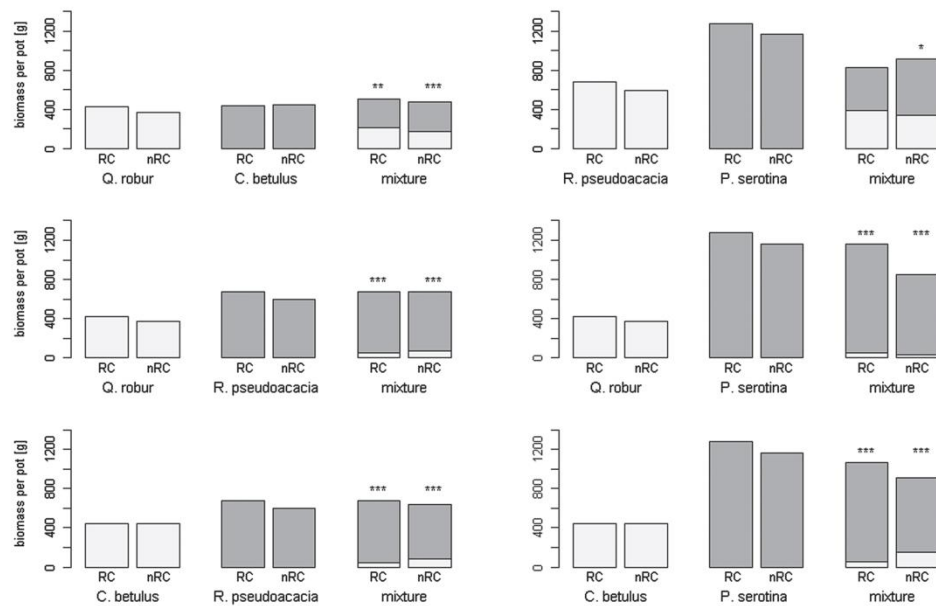 biomass per pot [g]
0 400 800 1200
RC nRC RC nRC RC nRC
** ***
Q. robur C. betulus mixture
0 400 800 1200
RC nRC RC nRC RC nRC
*
R. pseudoacacia P. serotina mixture
biomass per pot [g]
0 400 800 1200
*** ***
RC nRC RC nRC RC nRC
Q. robur R. pseudoacacia mixture
0 400 800 1200
*** ***
RC nRC RC nRC RC nRC
Q. robur P. serotina mixture
biomass per pot [g]
0 400 800 1200
*** ***
RC nRC RC nRC RC nRC
C. betulus R. pseudoacacia mixture
0 400 800 1200
*** ***
RC nRC RC nRC RC nRC
C. betulus P. serotina mixture